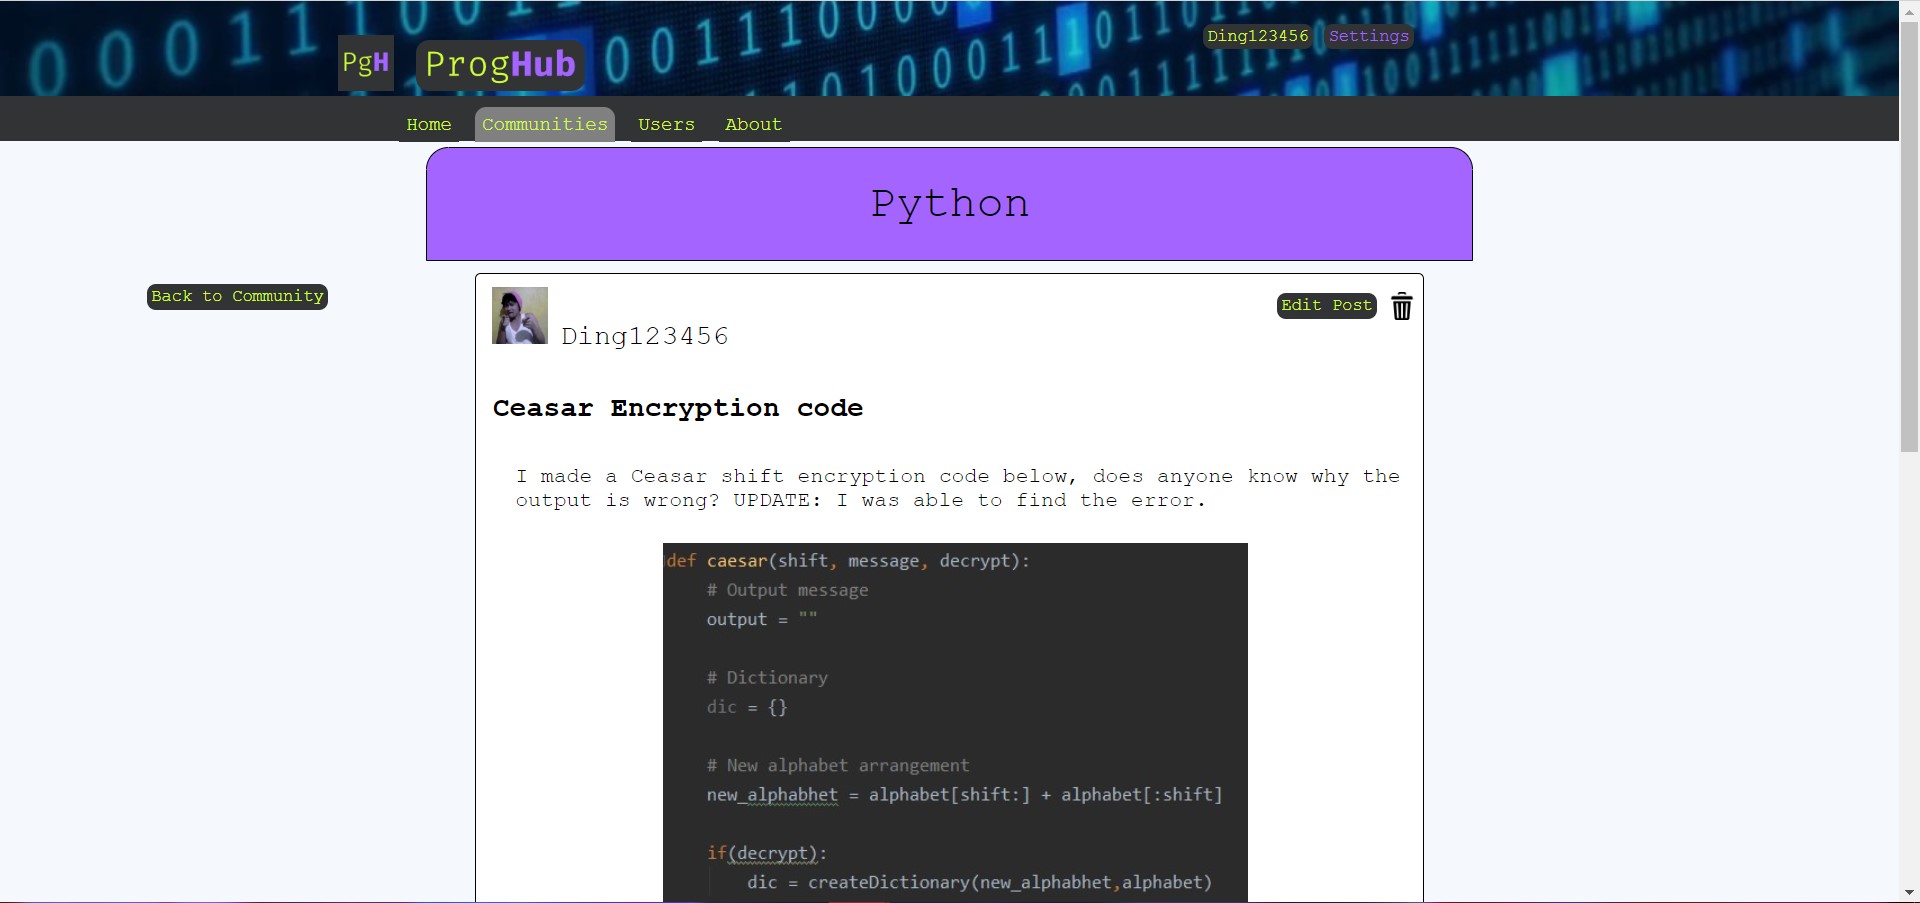 PgH ProgHub
Ding123456 Settings
Home Communities Users About
Python
Back to Community
Ding123456
Edit Post
Ceasar Encryption code
I made a Ceasar shift encryption code below, does anyone know why the
output is wrong? UPDATE: I was able to find the error.
def caesar(shift, message, decrypt):
# Output message
output = ""
# Dictionary
dic = {}
# New alphabet arrangement
new_alphabhet = alphabet[shift:] + alphabet[:shift]
if(decrypt):
dic = createDictionary(new_alphabhet,alphabet)